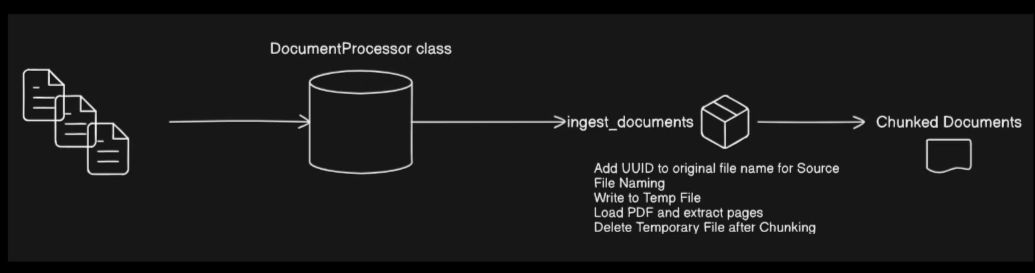 DocumentProcessor class
ingest_documents
Chunked Documents
Add UUID to original file name for Source
File Naming
Write to Temp File
Load PDF and extract pages
Delete Temporary File after Chunking